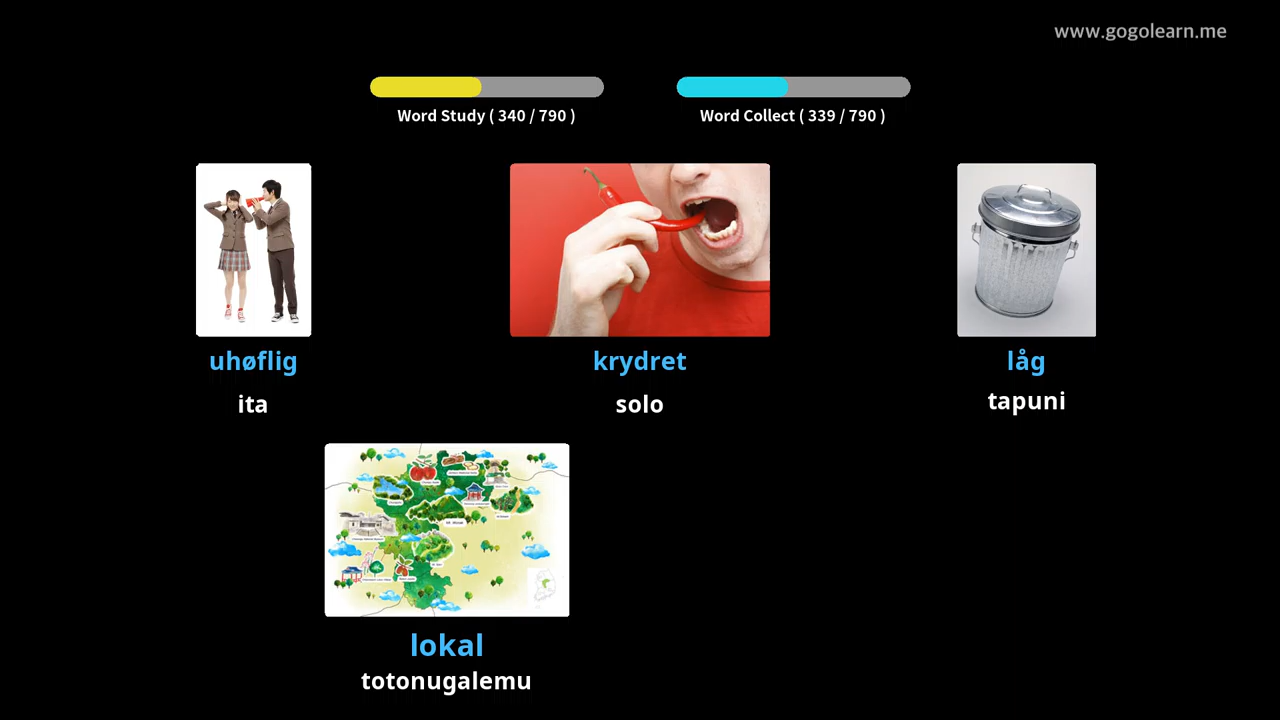 www.gogolearn.me
Word Study ( 340 / 790 )
Word Collect ( 339 / 790 )
uhøflig
ita
krydret
solo
låg
tapuni
lokal
totonugalemu